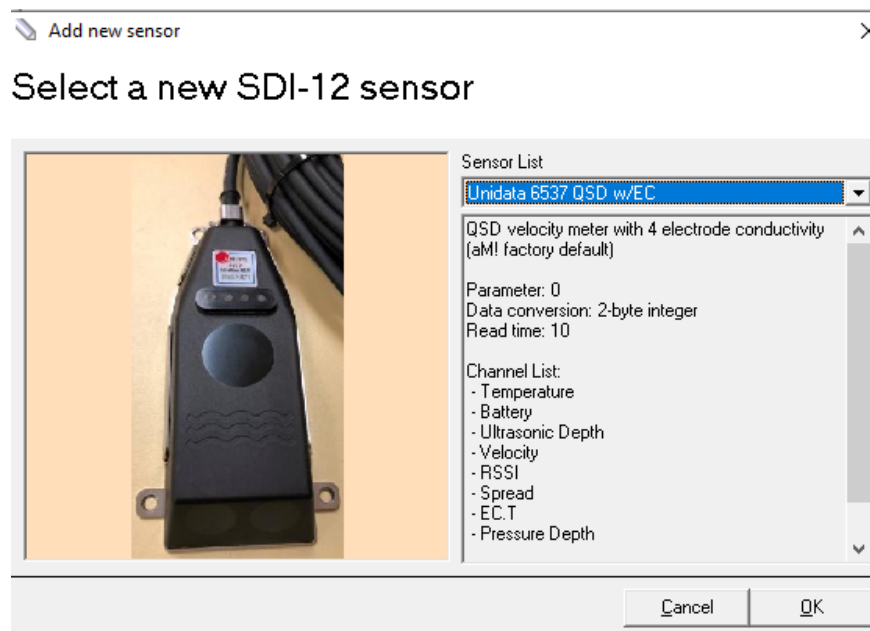 Add new sensor
Select a new SDI-12 sensor
Sensor List
Unidata 6537 QSD w/EC
QSD velocity meter with 4 electrode conductivity
(aM! factory default)
Parameter: 0
Data conversion: 2-byte integer
Read time: 10
Channel List:
- Temperature
- Battery
- Ultrasonic Depth
- Velocity
- RSSI
- Spread
- EC.T
- Pressure Depth
Cancel
OK